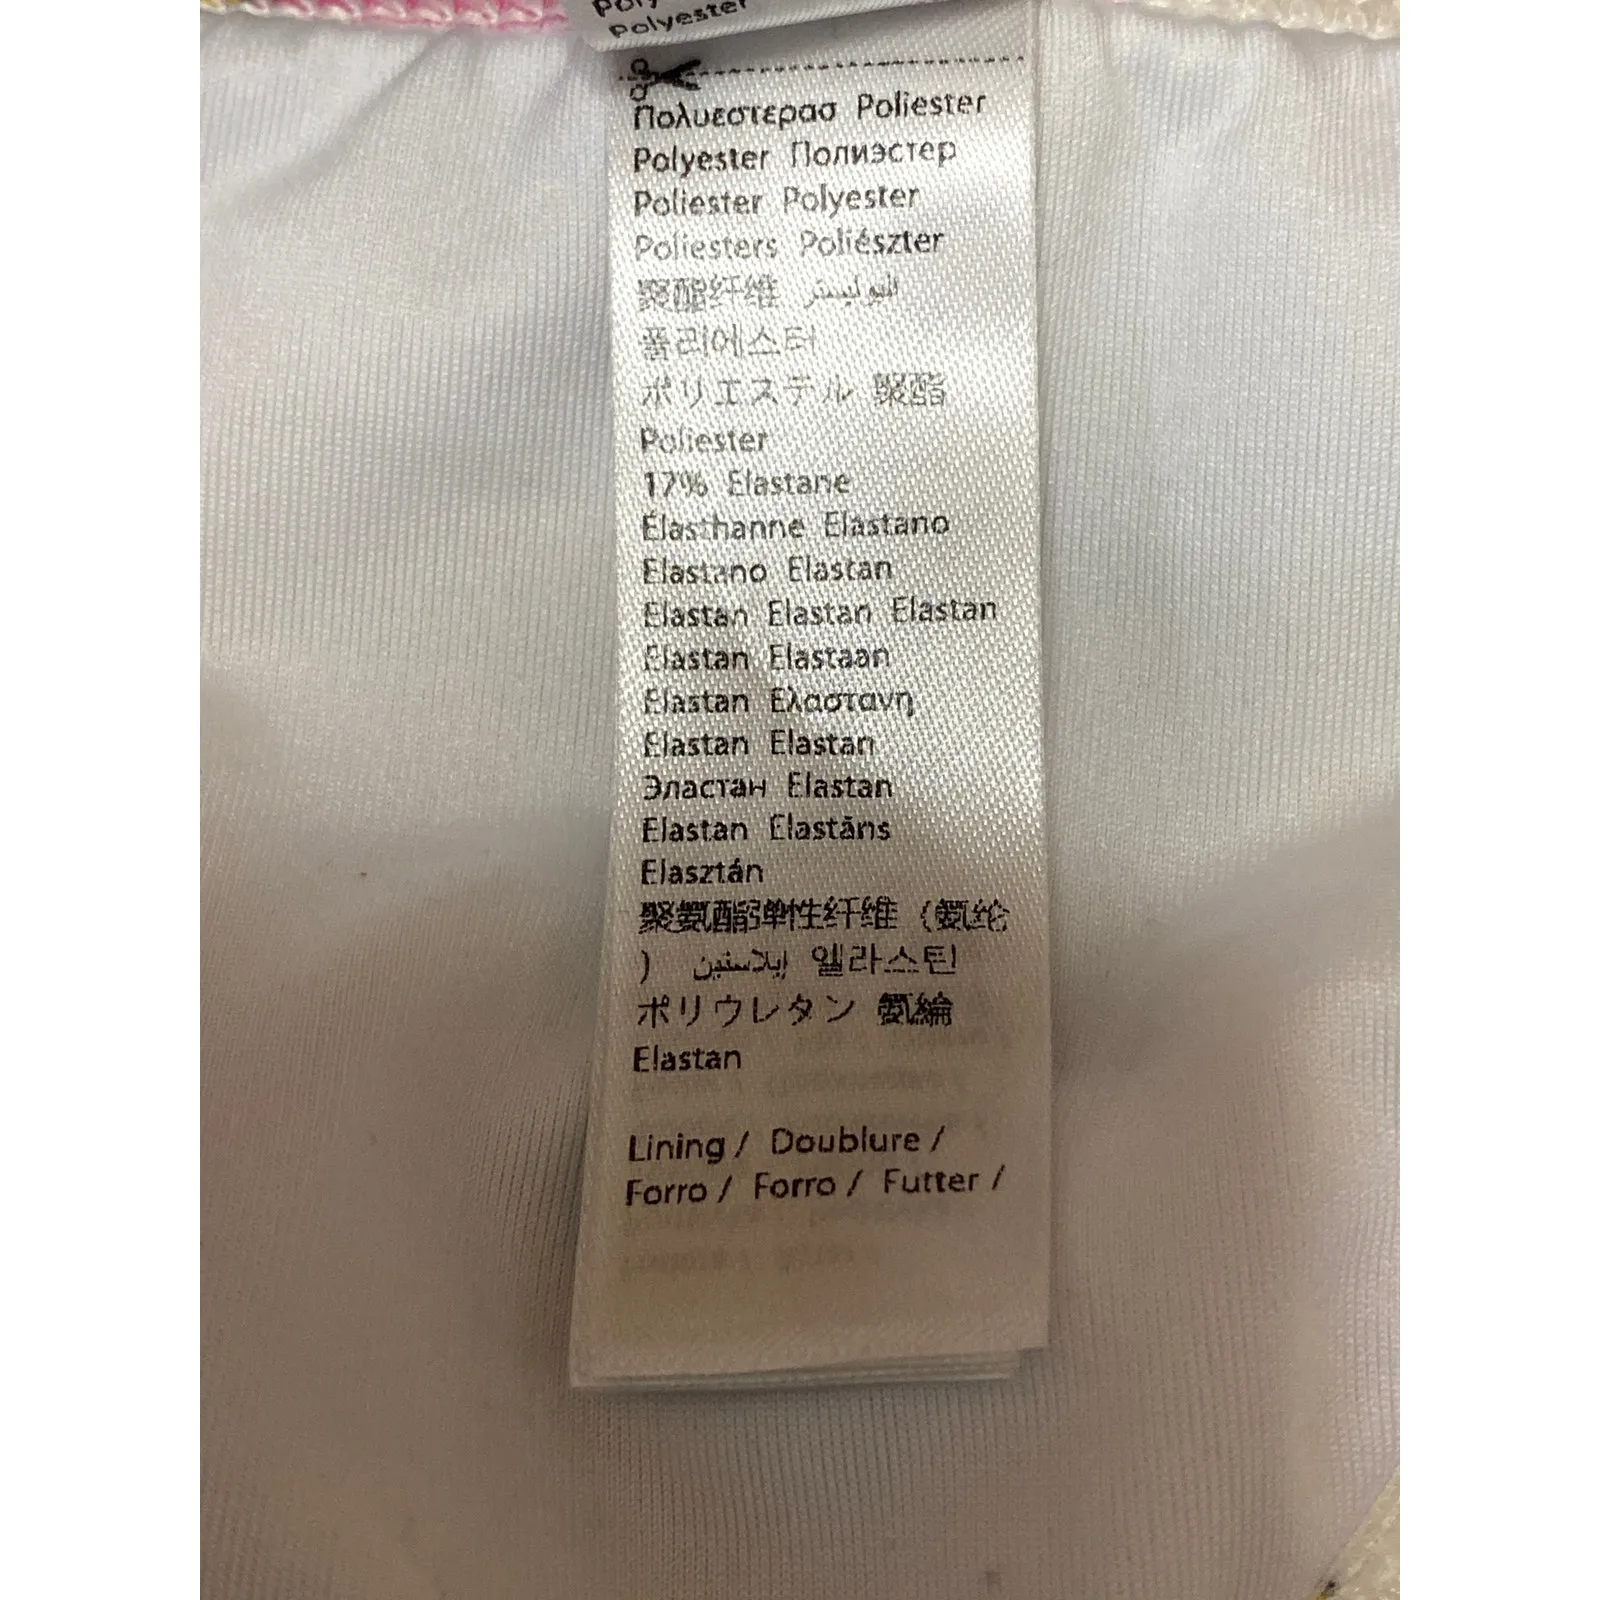 Polyester
Πολυεστερασ Poliester
Polyester Полиэстер
Poliester Polyester
Poliesters Poliészter
聚酯纤维 للبوليستر
폴리에스터
ポリエステル 聚酯
Poliester
17% Elastane
Élasthanne Elastano
Elastano Elastan
Elastan Elastan Elastan
Elastan Elastaan
Elastan Ελαστανη
Elastan Elastan
Эластан Elastan
Elastan Elastāns
Elasztán
聚氨酯弹性纤维 (氨纶
) إيلاستين 엘라스틴
ポリウレタン 氨綸
Elastan
Lining / Doublure /
Forro / Forro / Futter /